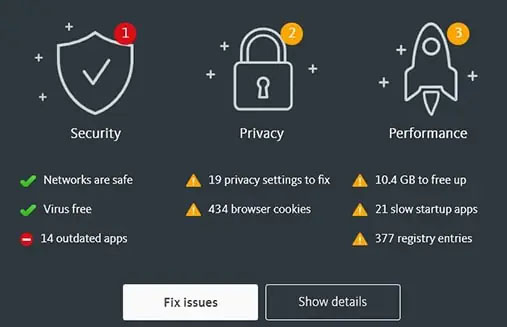 1
2
3
Security
Privacy
Performance
Networks are safe
Virus free
14 outdated apps
19 privacy settings to fix
434 browser cookies
10.4 GB to free up
21 slow startup apps
377 registry entries
Fix issues
Show details